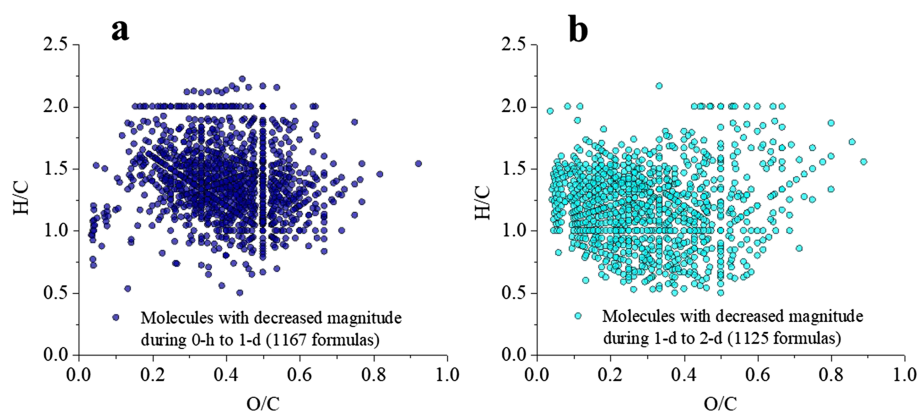 a
2.5
2.0
1.5
1.0
0.5
0.0
H/C
Molecules with decreased magnitude
during 0-h to 1-d (1167 formulas)
0.0 0.2 0.4 0.6 0.8 1.0
O/C
b
2.5
2.0
1.5
1.0
0.5
0.0
H/C
Molecules with decreased magnitude
during 1-d to 2-d (1125 formulas)
0.0 0.2 0.4 0.6 0.8 1.0
O/C